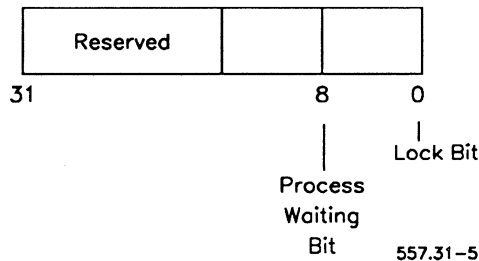 Reserved
31 8 0
Lock Bit
Process
Waiting
Bit
557.31-5